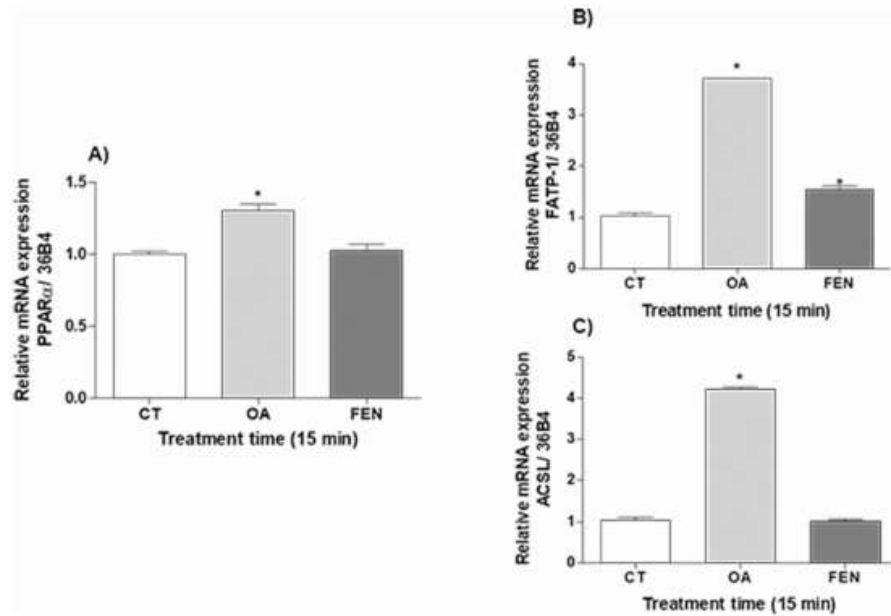 A)
Relative mRNA expression
PPARα/ 36B4
1.5
1.0
0.5
0.0
*
CT
OA
FEN
Treatment time (15 min)
B)
Relative mRNA expression
FATP-1/ 36B4
4
3
2
1
0
*
*
CT
OA
FEN
Treatment time (15 min)
C)
Relative mRNA expression
ACSL/ 36B4
5
4
3
2
1
0
*
CT
OA
FEN
Treatment time (15 min)